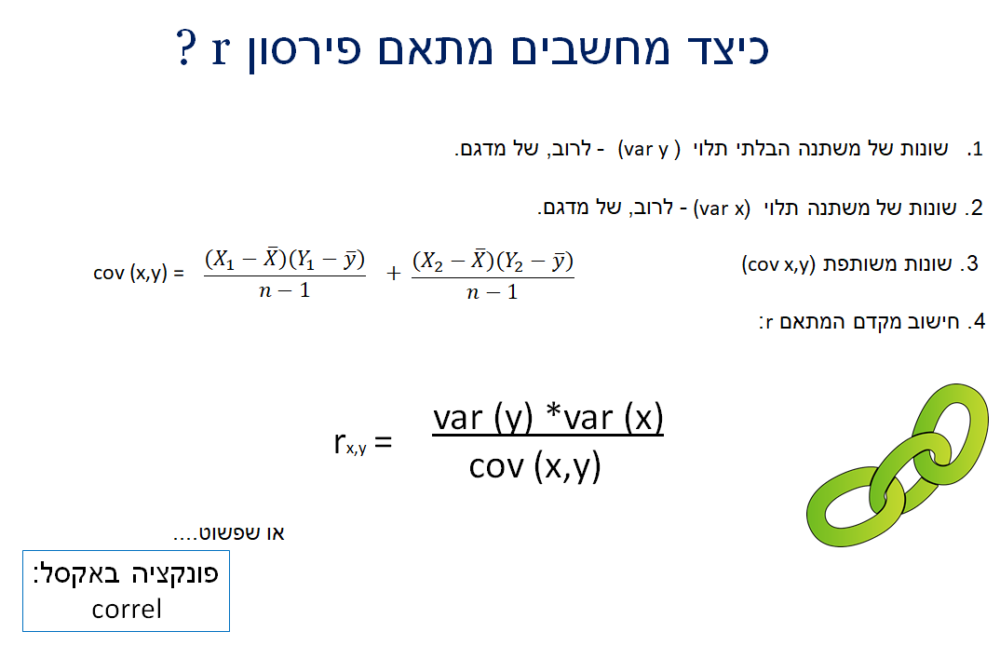 כיצד מחשבים מתאם פירסון r ?
1. שונות של משתנה הבלתי תלוי (var y ) - לרוב, של מדגם.
2. שונות של משתנה תלוי (var x) - לרוב, של מדגם.
3. שונות משותפת (cov x,y)
cov (x,y) = \frac{(X_1 − \bar{X})(Y_1 − \bar{y})}{n − 1} + \frac{(X_2 − \bar{X})(Y_2 − \bar{y})}{n − 1}
4. חישוב מקדם המתאם r:
r_{x,y} = \frac{var (y) *var (x)}{cov (x,y)}
או שפשוט....
פונקציה באקסל:
correl